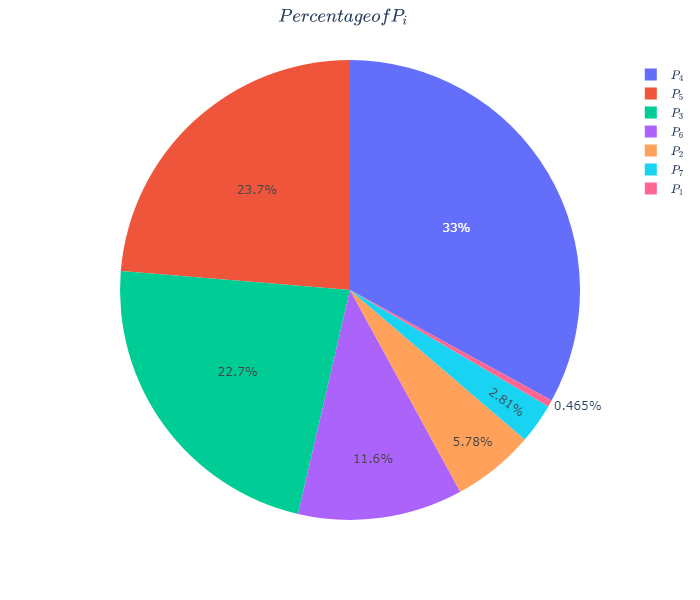 PercentageofP_i
P_4
P_5
P_3
P_6
P_2
P_7
P_1
33%
23.7%
22.7%
11.6%
5.78%
2.81%
0.465%